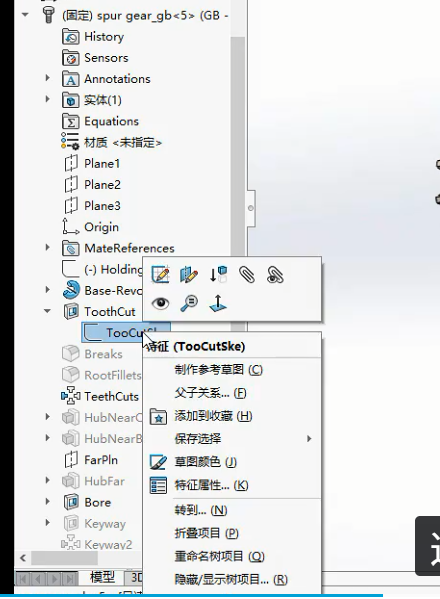 (固定) spur gear_gb<5> (GB -
History
Sensors
Annotations
实体(1)
Equations
材质 <未指定>
Plane1
Plane2
Plane3
Origin
MateReferences
(-) Holding
Base-Revo
ToothCut
TooCutSk
Breaks
RootFillets
TeethCuts
HubNearC
HubNearB
FarPln
HubFar
Bore
Keyway
Keyway2
特征 (TooCutSke)
制作参考草图 (C)
父子关系... (F)
添加到收藏 (H)
保存选择
草图颜色 (J)
特征属性... (K)
转到... (N)
折叠项目 (P)
重命名树项目 (Q)
隐藏/显示树项目... (R)
模型
3D